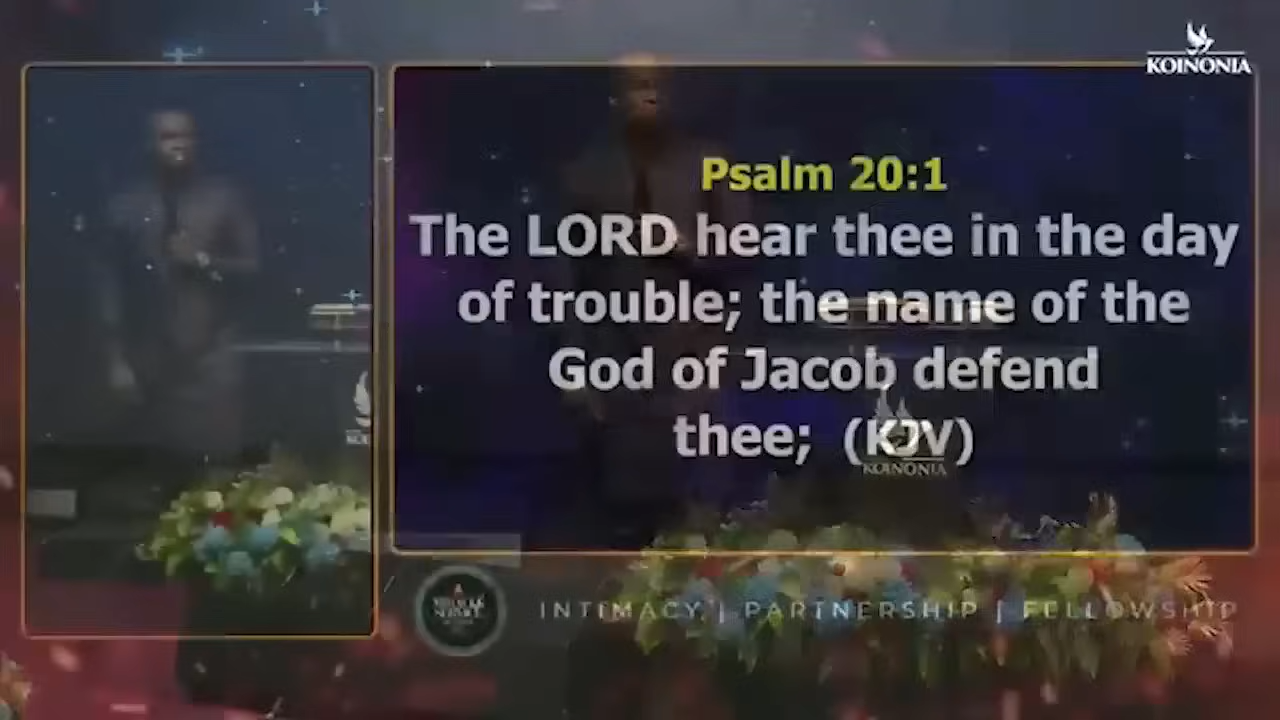 KOINONIA
Psalm 20:1
The LORD hear thee in the day
of trouble; the name of the
God of Jacob defend
thee; (KJV)
KOINONIA
INTIMACY | PARTNERSHIP | FELLOWSHIP